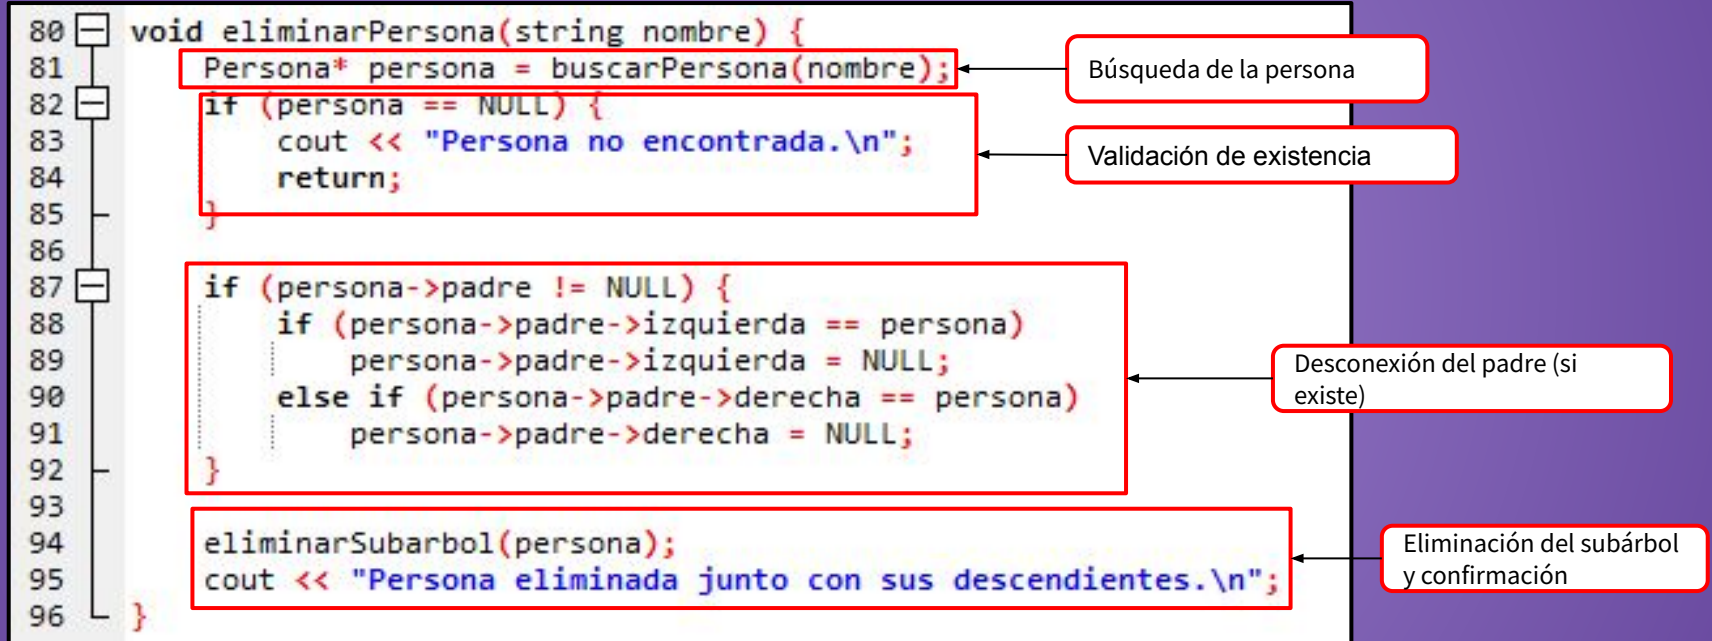 80 void eliminarPersona(string nombre) {
81 Persona* persona = buscarPersona(nombre);
Búsqueda de la persona
82 if (persona == NULL) {
83 cout << "Persona no encontrada.\n";
Validación de existencia
84 return;
85 }
86
87 if (persona->padre != NULL) {
88 if (persona->padre->izquierda == persona)
89 persona->padre->izquierda = NULL;
90 else if (persona->padre->derecha == persona)
91 persona->padre->derecha = NULL;
92 }
Desconexión del padre (si
existe)
93
94 eliminarSubarbol(persona);
95 cout << "Persona eliminada junto con sus descendientes.\n";
96 }
Eliminación del subárbol
y confirmación